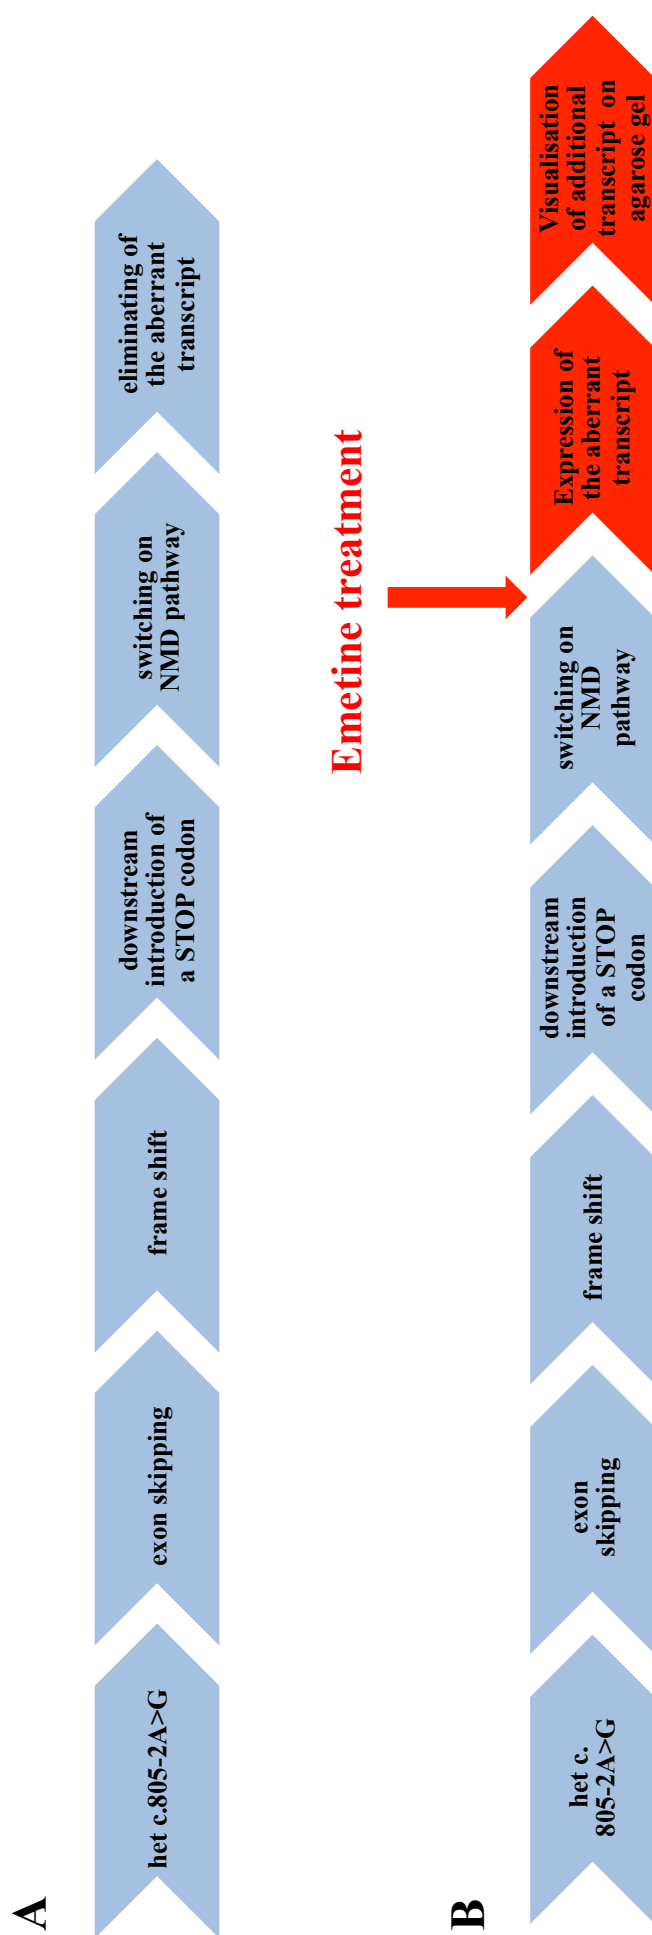 A
het c.805-2A>G
exon skipping
frame shift
downstream
introduction of
a STOP codon
switching on
NMD pathway
eliminating of
the aberrant
transcript
Emetine treatment
B
het c.
805-2A>G
exon
skipping
frame shift
downstream
introduction
of a STOP
codon
switching on
NMD
pathway
Expression of
the aberrant
transcript
Visualisation
of additional
transcript on
agarose gel